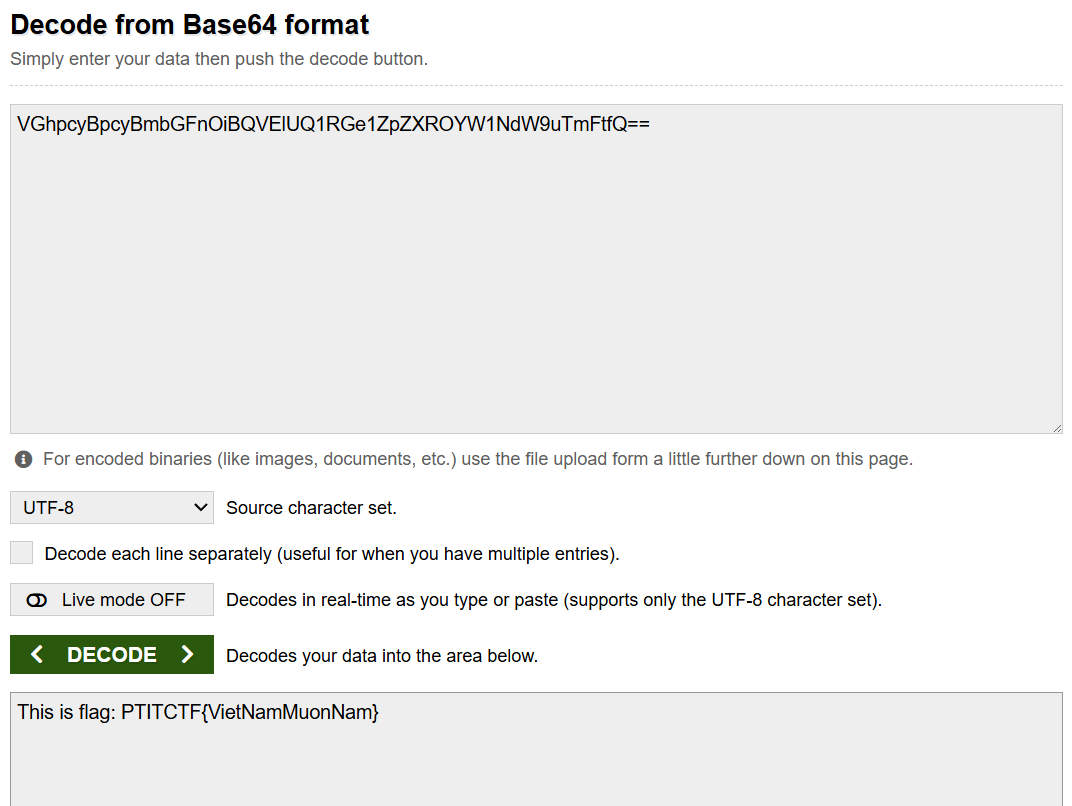 Decode from Base64 format
Simply enter your data then push the decode button.
VGhpcyBpcyBmbGFnOiBQVElUQ1RGe1ZpZXROYW1NdW9uTmFtfQ==
For encoded binaries (like images, documents, etc.) use the file upload form a little further down on this page.
UTF-8 Source character set.
Decode each line separately (useful for when you have multiple entries).
Live mode OFF Decodes in real-time as you type or paste (supports only the UTF-8 character set).
DECODE Decodes your data into the area below.
This is flag: PTITCTF{VietNamMuonNam}